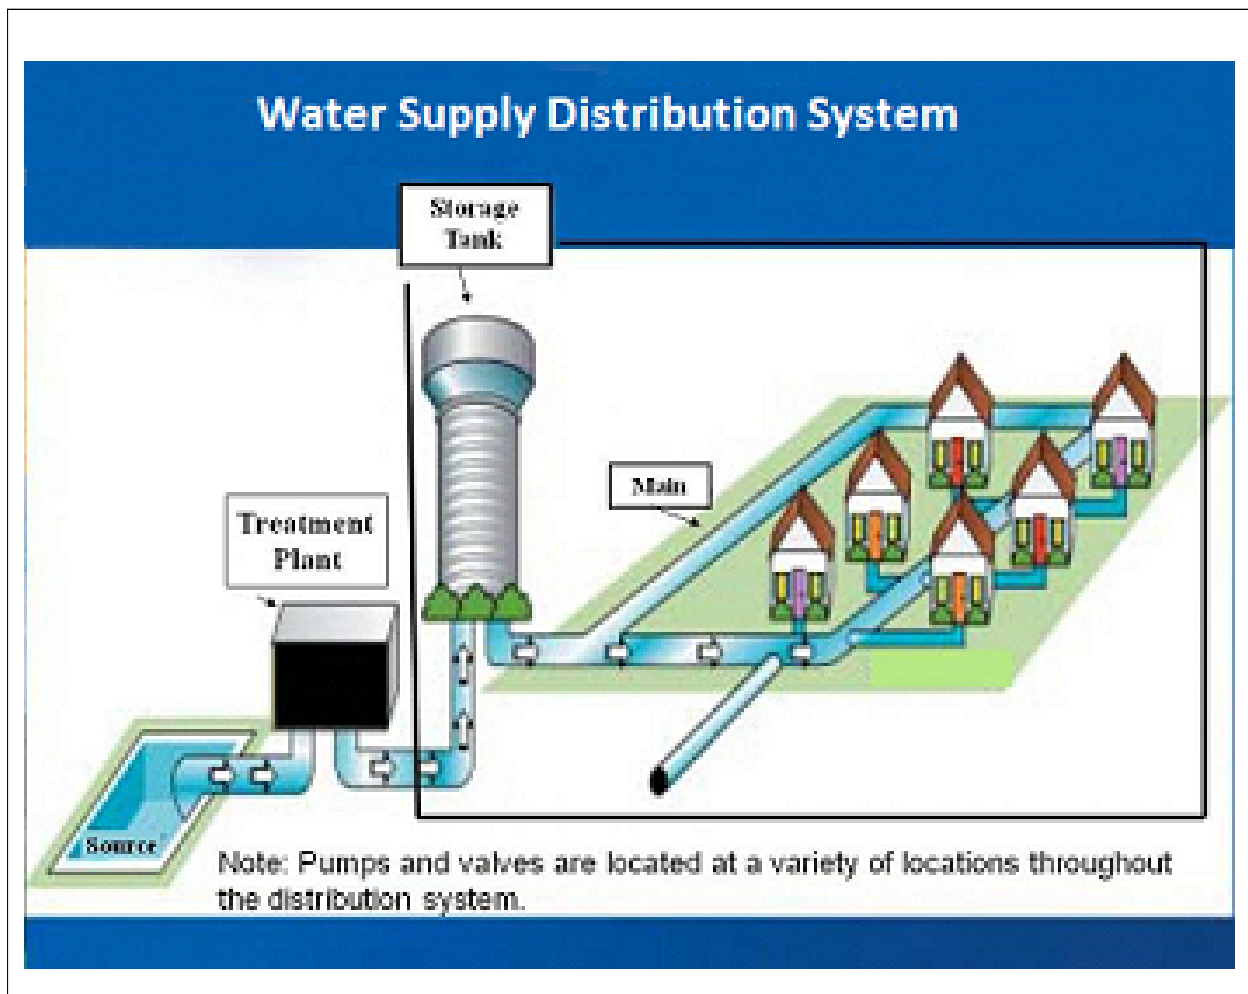 Water Supply Distribution System
Storage
Tank
Main
Treatment
Plant
Source
Note: Pumps and valves are located at a variety of locations throughout
the distribution system.